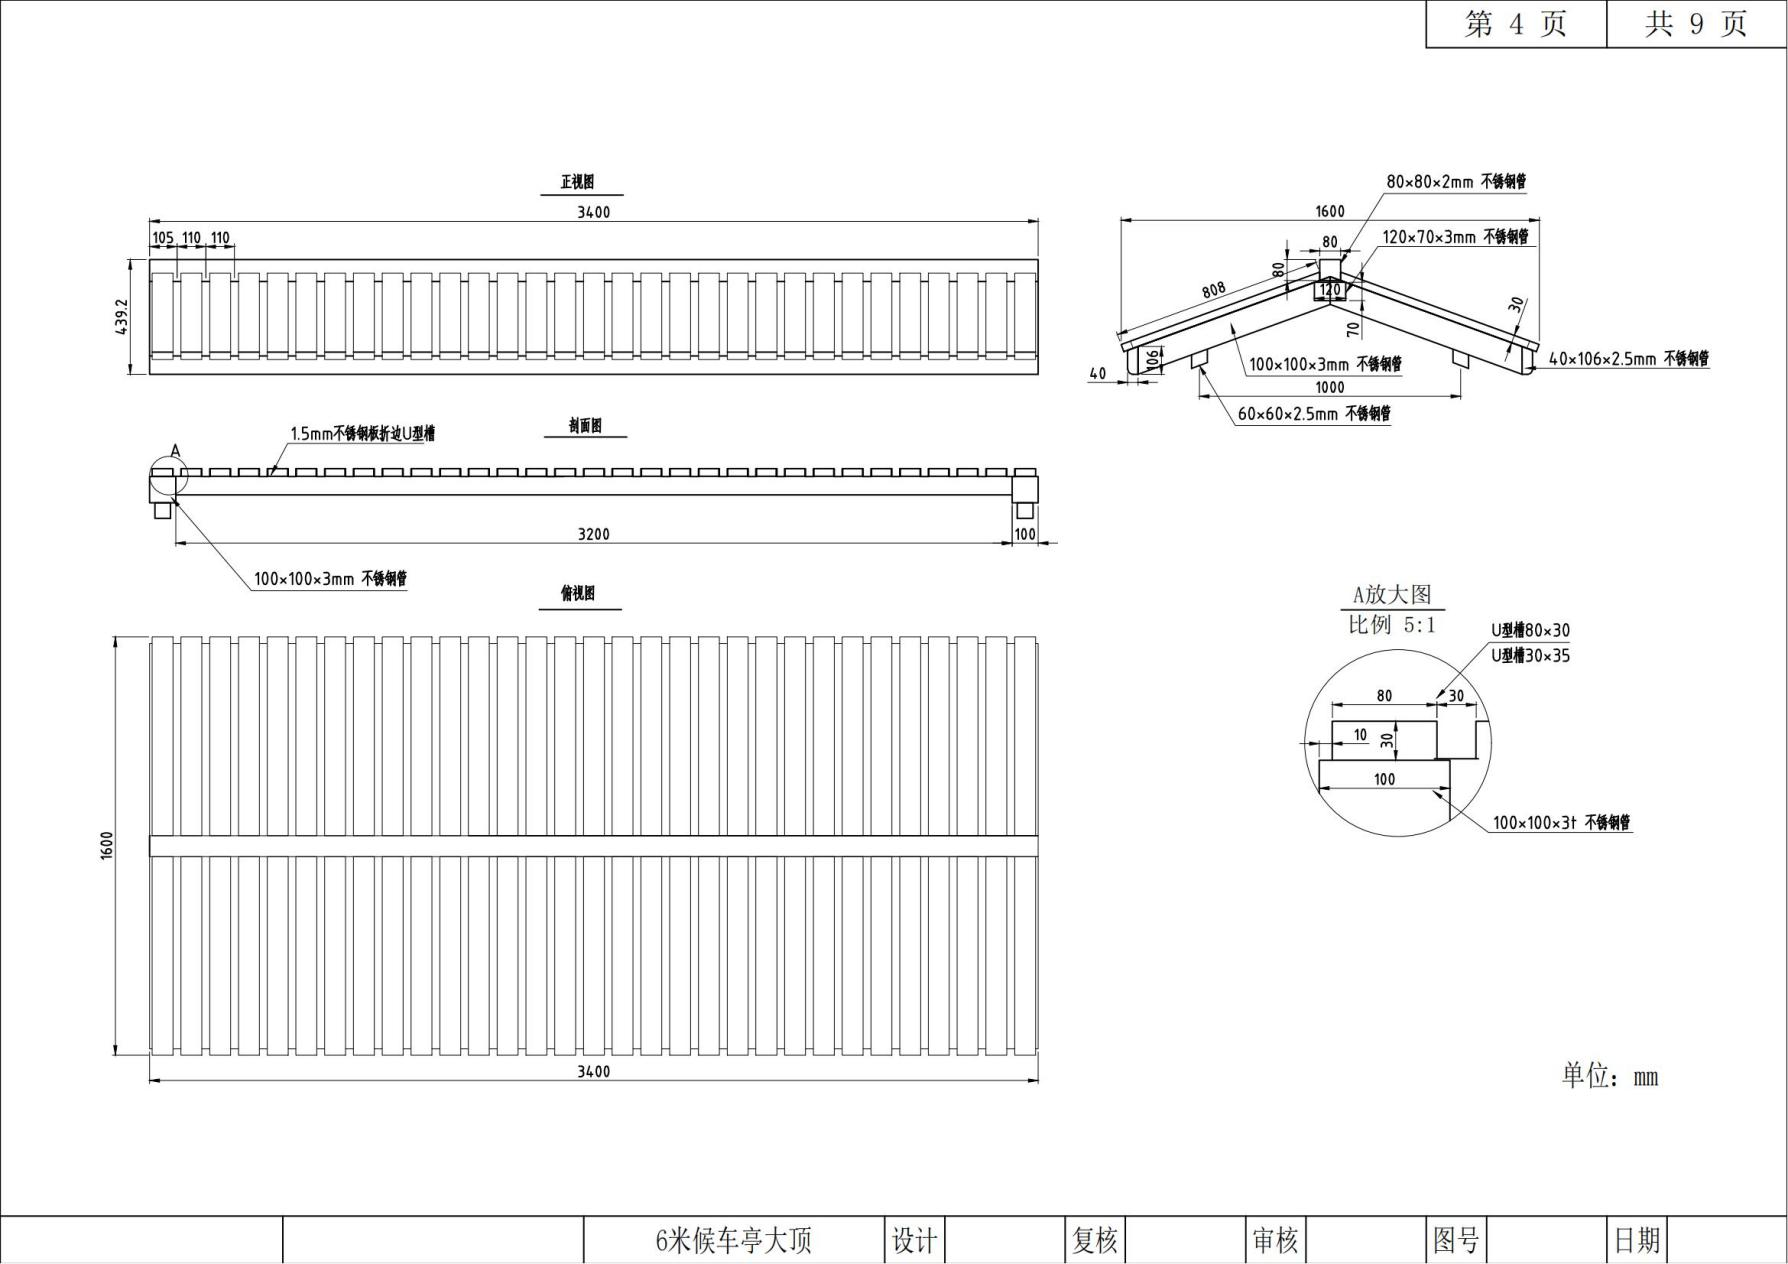 第 4 页
共 9 页
正视图
3400
105
110
110
439.2
80×80×2mm 不锈钢管
1600
120×70×3mm 不锈钢管
80
80
120
808
30
70
106
40
100×100×3mm 不锈钢管
40×106×2.5mm 不锈钢管
1000
60×60×2.5mm 不锈钢管
剖面图
1.5mm不锈钢板折边U型槽
A
3200
100
100×100×3mm 不锈钢管
俯视图
1600
3400
A放大图
比例 5:1
U型槽80×30
U型槽30×35
80
30
10
30
100
100×100×3t 不锈钢管
单位：mm
6米候车亭大顶
设计
复核
审核
图号
日期